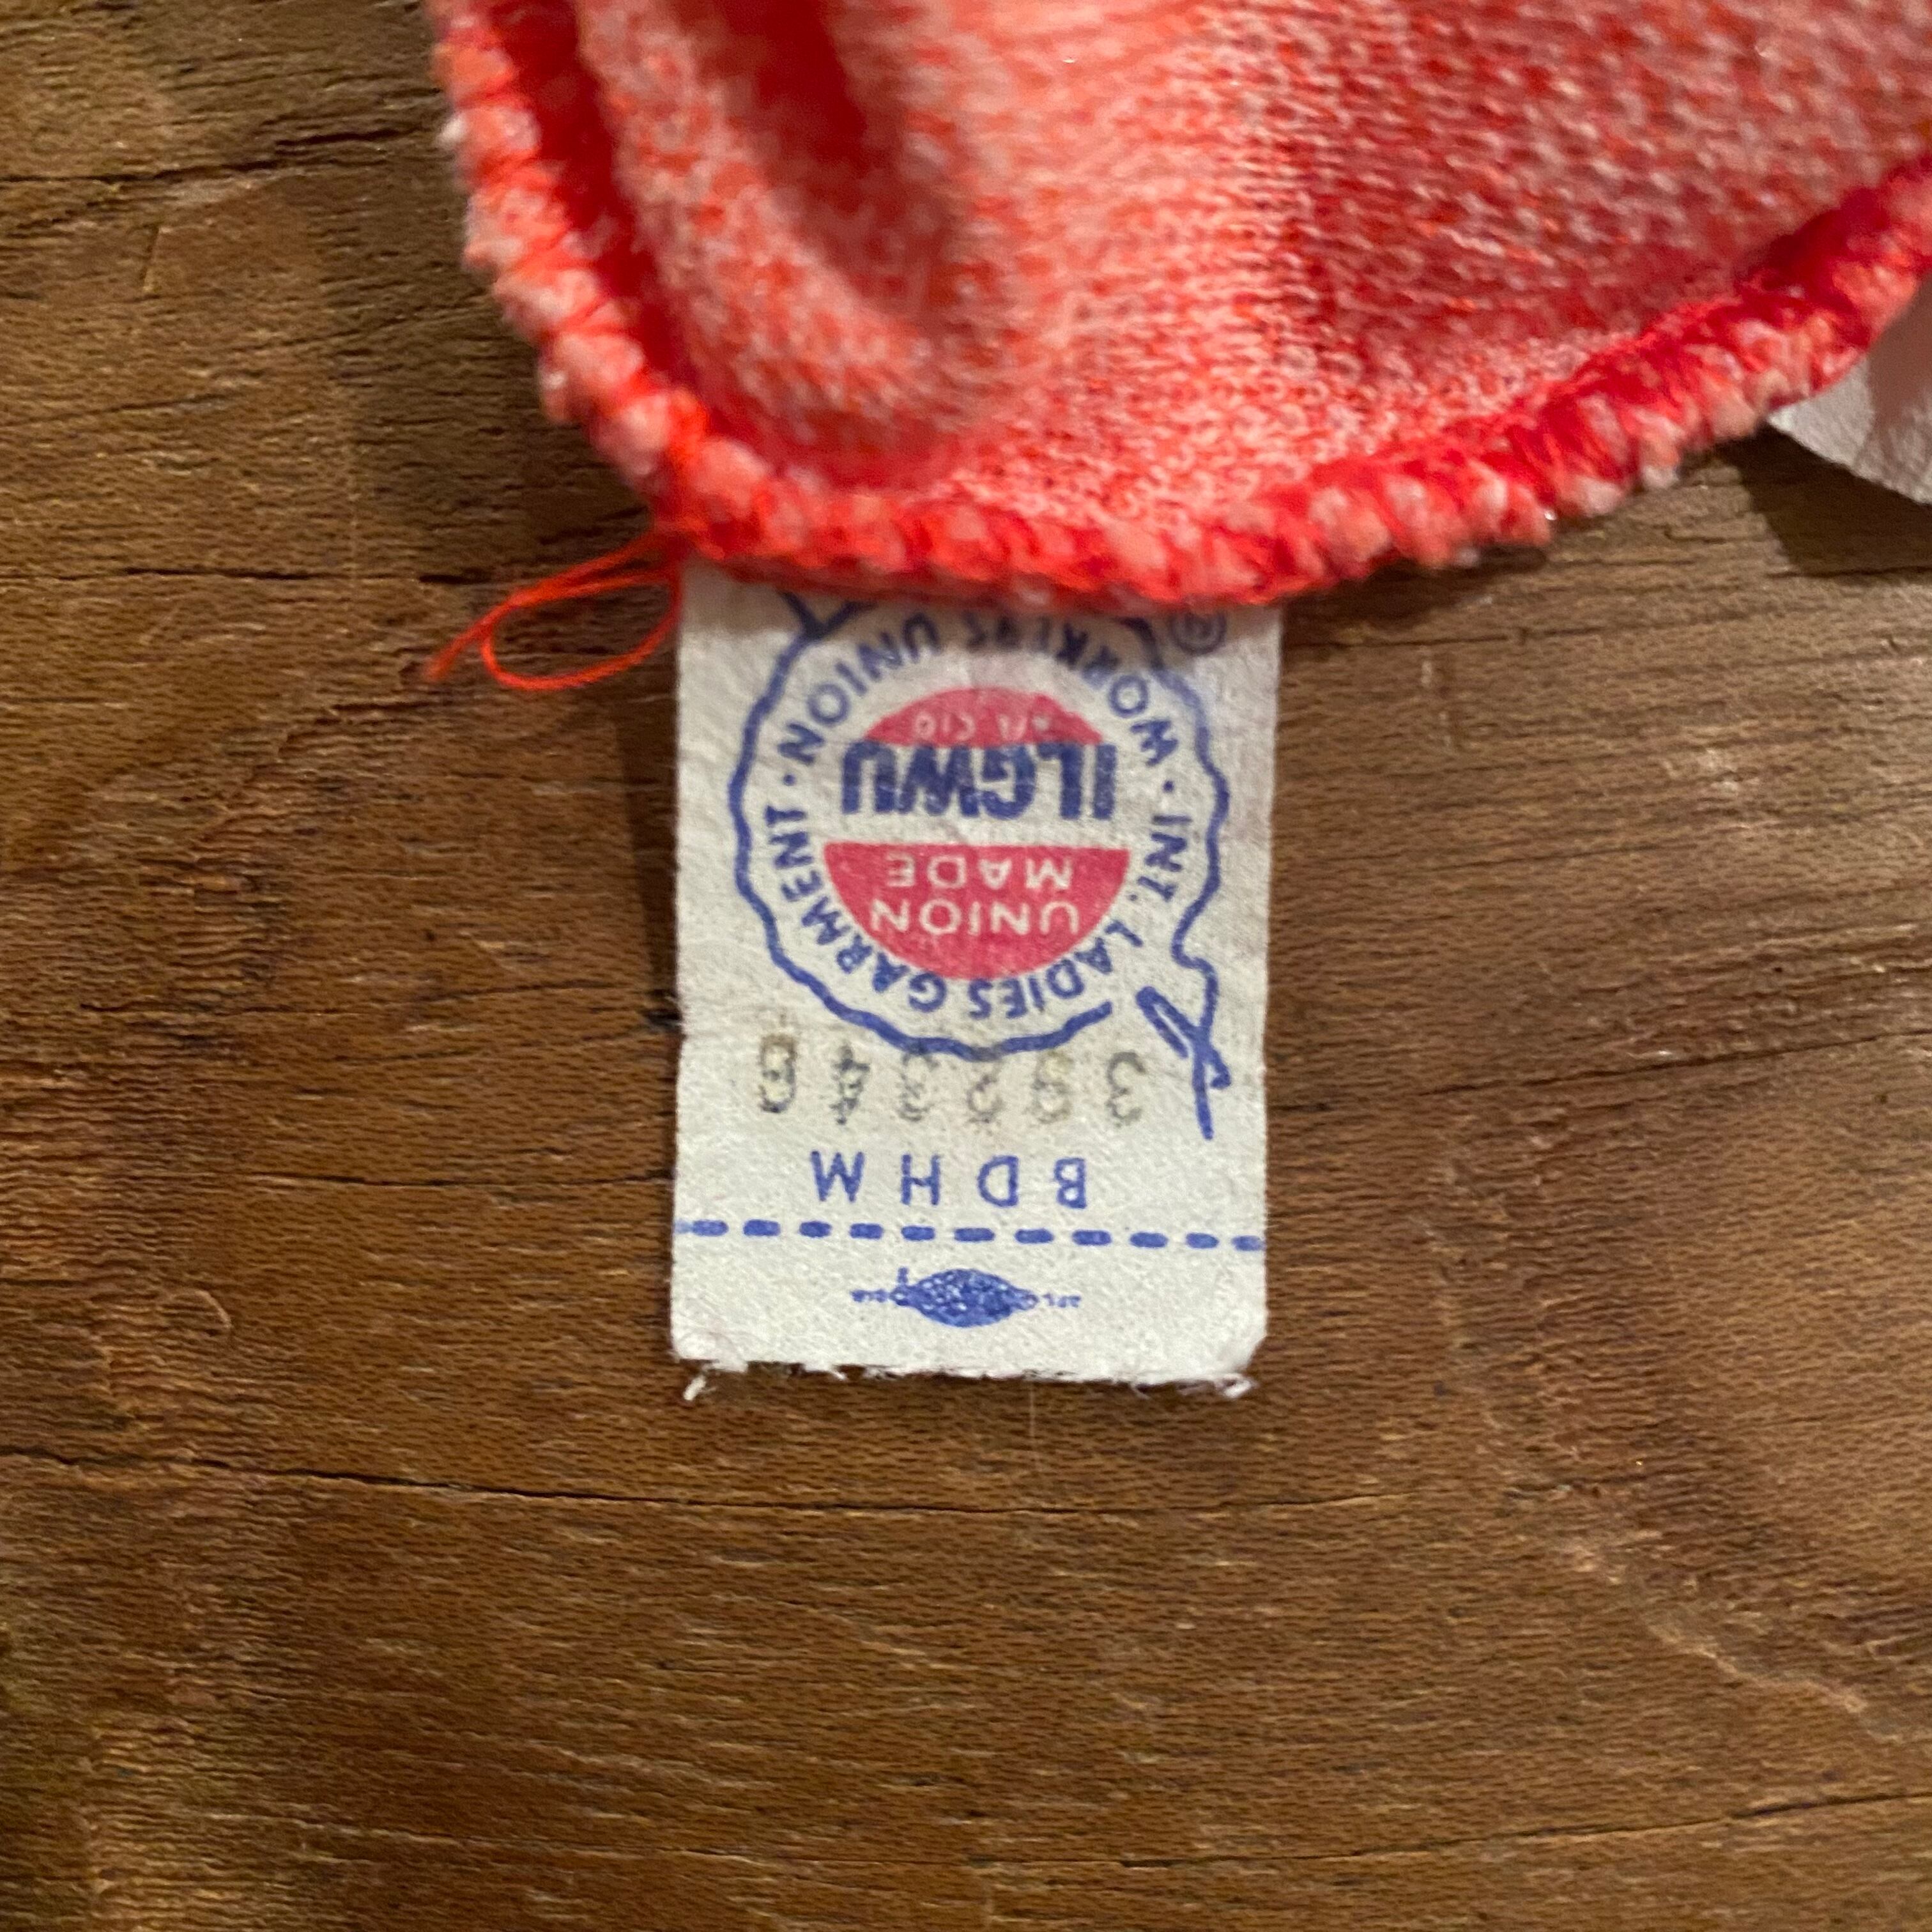 BDHM
392346
INT. LADIES GARMENT
UNION
MADE
ILGWU
AFL CIO
· WORKERS UNION ·
®